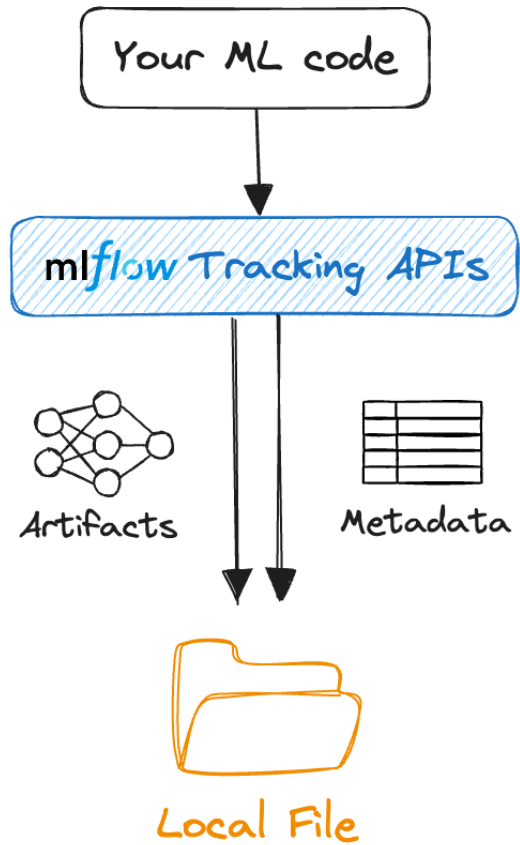 Your ML code
mlflow Tracking APIs
Artifacts
Metadata
Local File